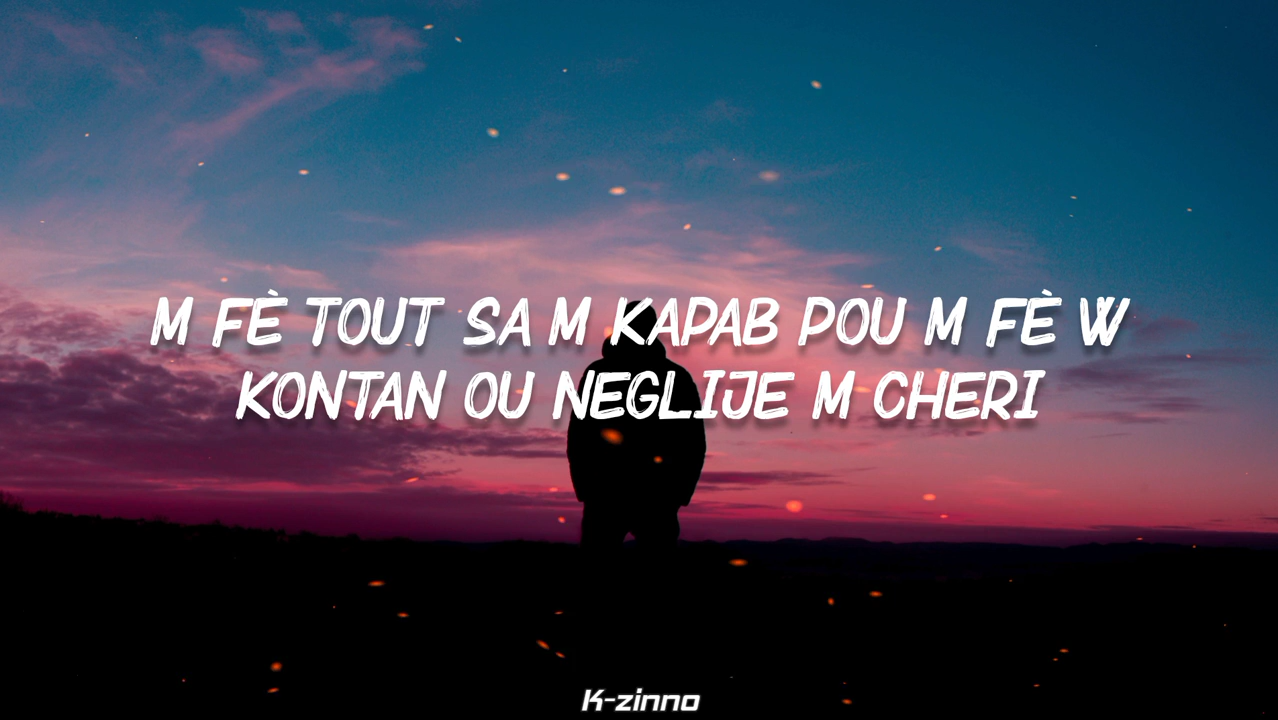 M FÈ TOUT SA M KAPAB POU M FÈ W
KONTAN OU NEGLIJE M CHERI
K-zinno